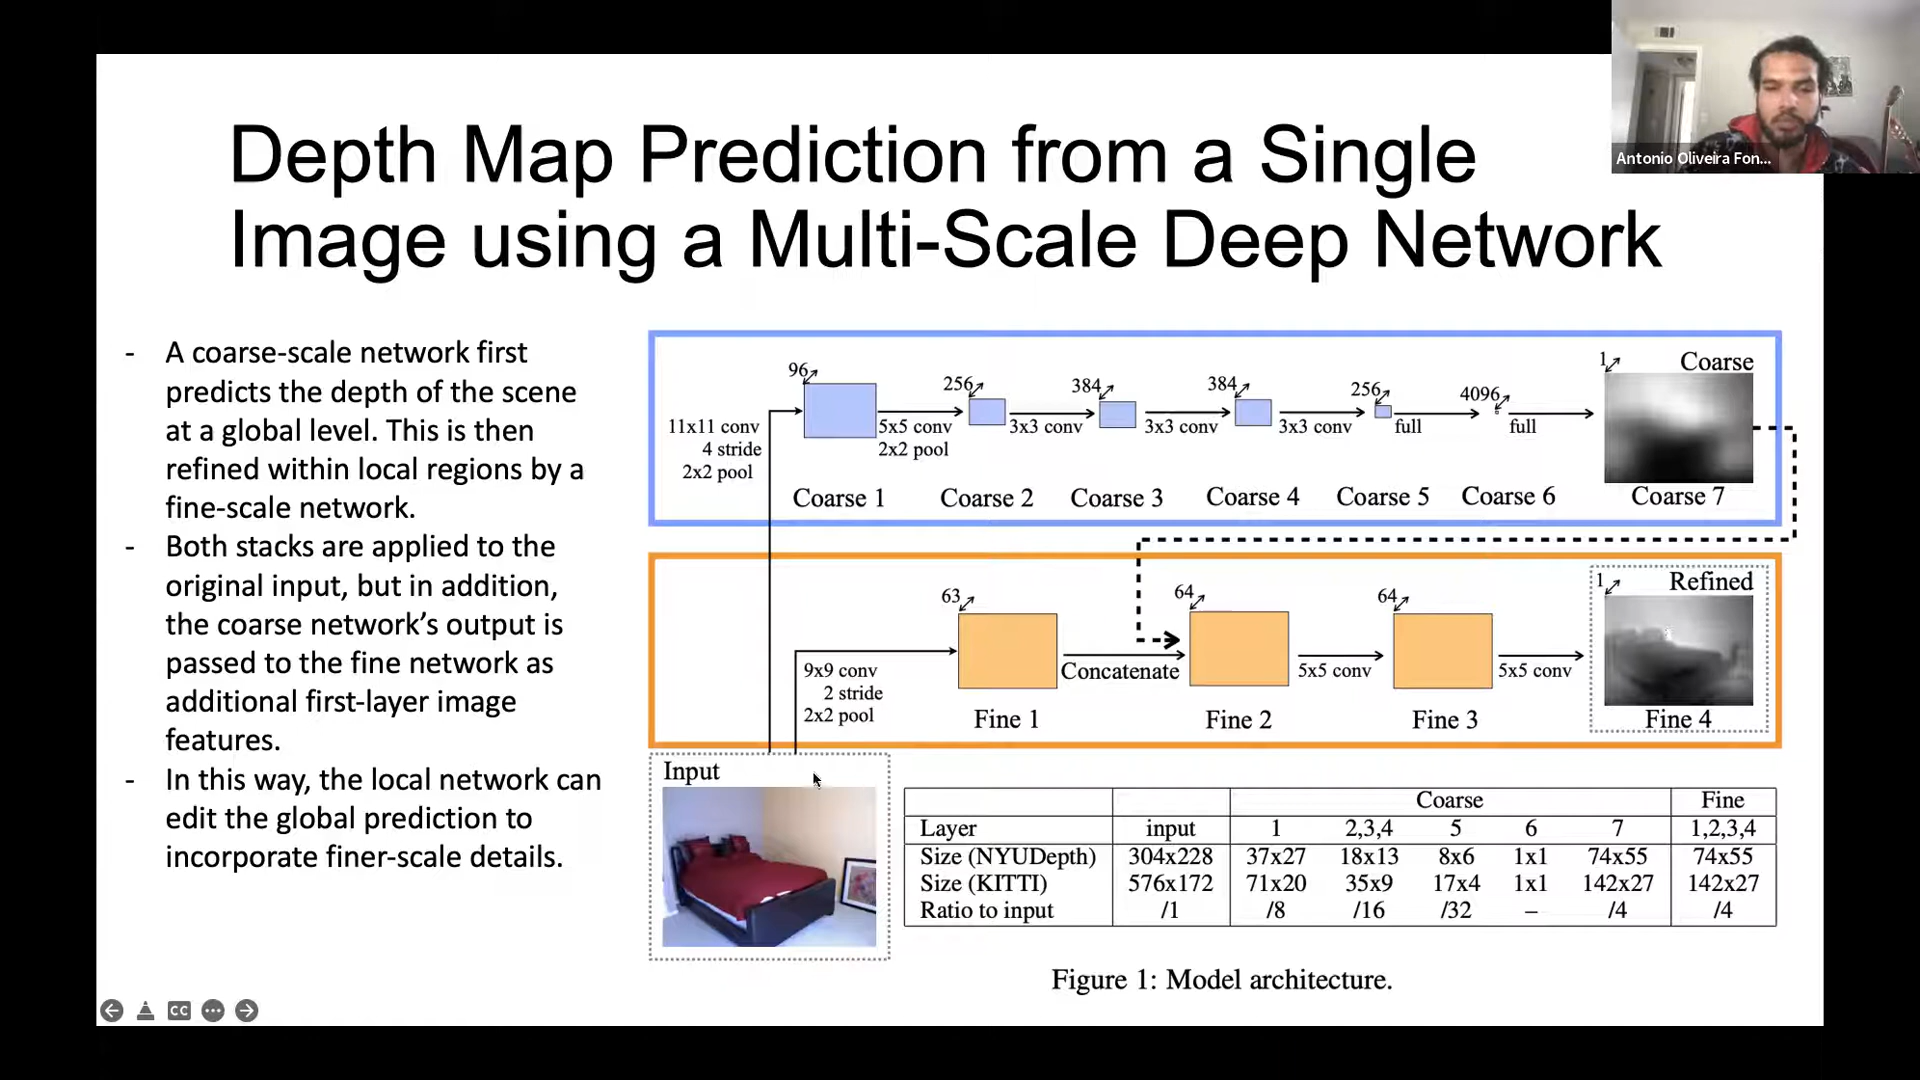 Antonio Oliveira Fon...
Depth Map Prediction from a Single
Image using a Multi-Scale Deep Network
- A coarse-scale network first
predicts the depth of the scene
at a global level. This is then
refined within local regions by a
fine-scale network.
- Both stacks are applied to the
original input, but in addition,
the coarse network’s output is
passed to the fine network as
additional first-layer image
features.
- In this way, the local network can
edit the global prediction to
incorporate finer-scale details.
96 256 384 384 256 4096 1 Coarse
11x11 conv
4 stride
2x2 pool
5x5 conv
2x2 pool
3x3 conv 3x3 conv 3x3 conv full full
Coarse 1 Coarse 2 Coarse 3 Coarse 4 Coarse 5 Coarse 6 Coarse 7
63 64 64 1 Refined
9x9 conv
2 stride
2x2 pool
Concatenate 5x5 conv 5x5 conv
Fine 1 Fine 2 Fine 3 Fine 4
Input
Coarse Fine
Layer input 1 2,3,4 5 6 7 1,2,3,4
Size (NYUDepth) 304x228 37x27 18x13 8x6 1x1 74x55 74x55
Size (KITTI) 576x172 71x20 35x9 17x4 1x1 142x27 142x27
Ratio to input /1 /8 /16 /32 – /4 /4
Figure 1: Model architecture.
CC